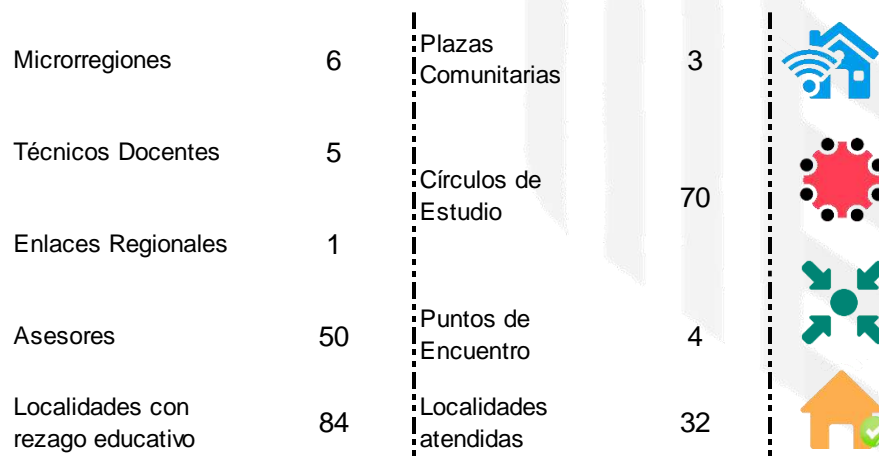 Microrregiones 6
Técnicos Docentes 5
Enlaces Regionales 1
Asesores 50
Localidades con
rezago educativo 84
Plazas
Comunitarias 3
Círculos de
Estudio 70
Puntos de
Encuentro 4
Localidades
atendidas 32